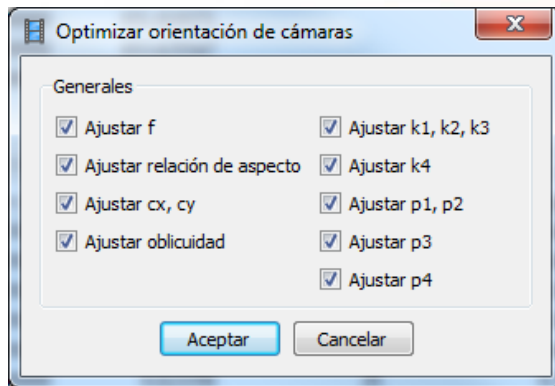 Optimizar orientación de cámaras
Generales
Ajustar f
Ajustar k1, k2, k3
Ajustar relación de aspecto
Ajustar k4
Ajustar cx, cy
Ajustar p1, p2
Ajustar oblicuidad
Ajustar p3
Ajustar p4
Aceptar
Cancelar